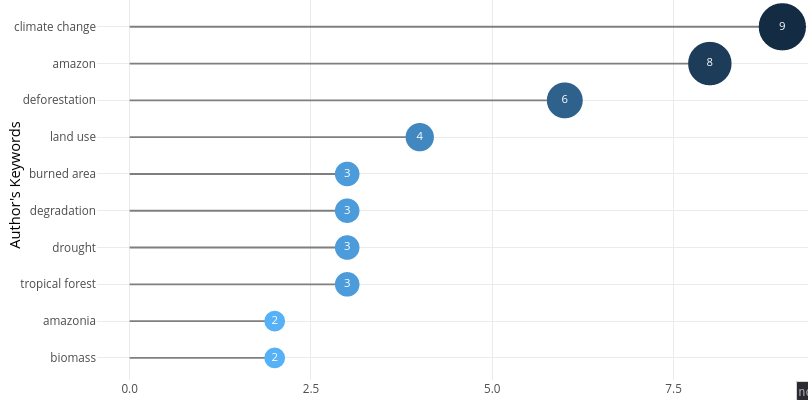 climate change 9
amazon 8
deforestation 6
land use 4
burned area 3
degradation 3
drought 3
tropical forest 3
amazonia 2
biomass 2
0.0 2.5 5.0 7.5
Author's Keywords